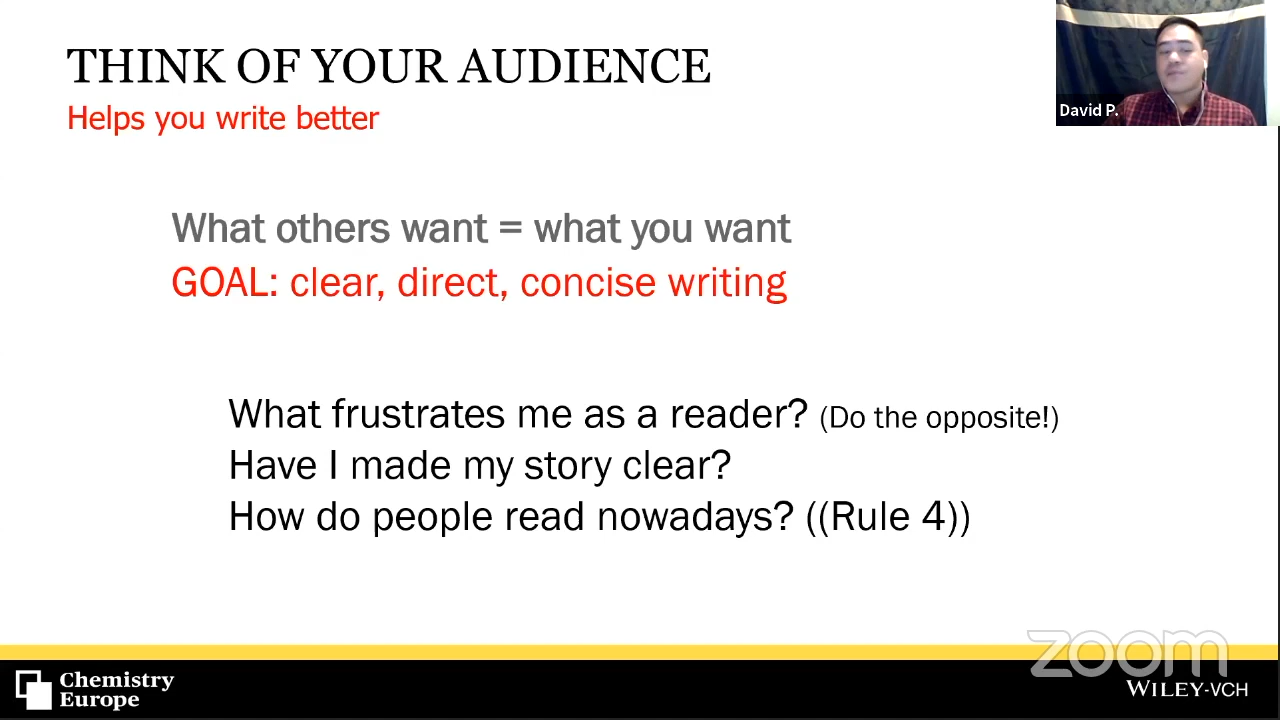 THINK OF YOUR AUDIENCE
Helps you write better
David P.
What others want = what you want
GOAL: clear, direct, concise writing
What frustrates me as a reader? (Do the opposite!)
Have I made my story clear?
How do people read nowadays? ((Rule 4))
zoom
Chemistry
Europe
WILEY-VCH